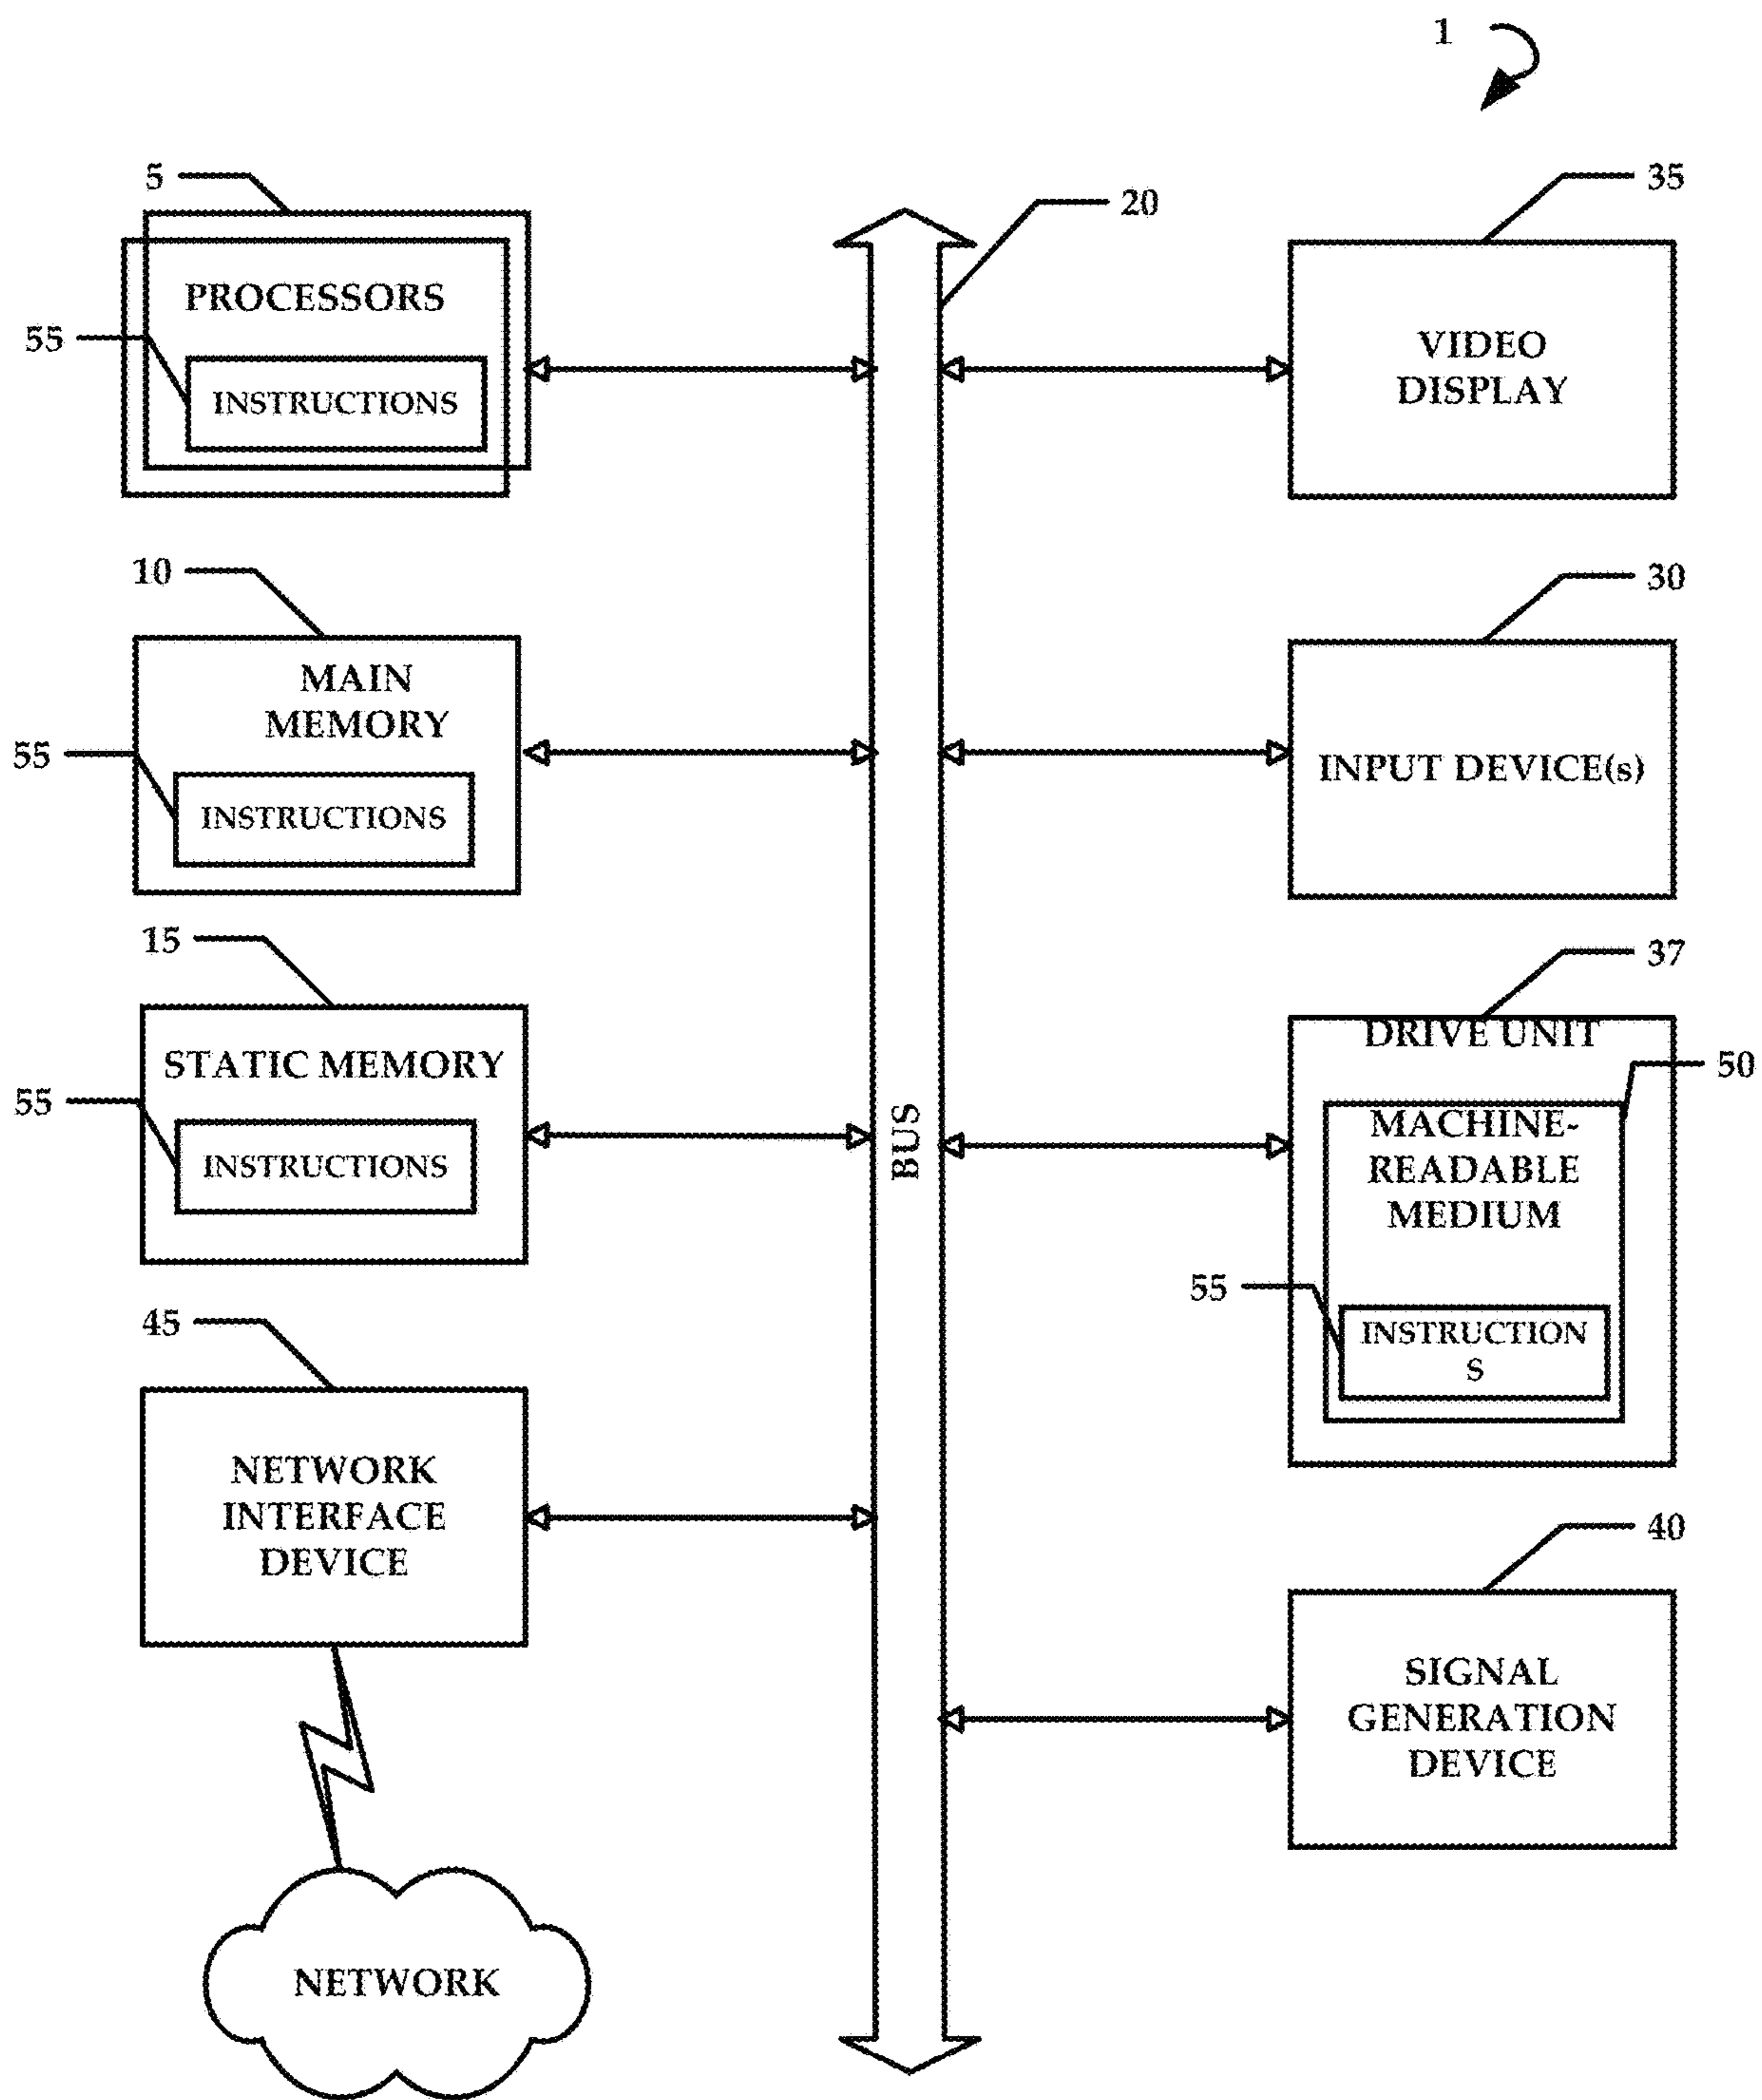 1
5
PROCESSORS
55
INSTRUCTIONS
10
MAIN
MEMORY
55
INSTRUCTIONS
15
STATIC MEMORY
55
INSTRUCTIONS
45
NETWORK
INTERFACE
DEVICE
NETWORK
20
BUS
35
VIDEO
DISPLAY
30
INPUT DEVICE(s)
37
DRIVE UNIT
50
MACHINE-
READABLE
MEDIUM
55
INSTRUCTION
S
40
SIGNAL
GENERATION
DEVICE